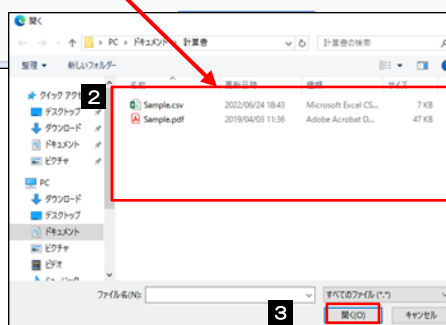 開く
PC › ドキュメント › 計算書
計算書の検索
整理 ▼ 新しいフォルダー
名前 更新日時 種類 サイズ
2
Sample.csv 2022/06/24 18:43 Microsoft Excel CS... 7 KB
Sample.pdf 2019/04/03 11:36 Adobe Acrobat D... 47 KB
クイック アクセ
デスクトップ
ダウンロード
ドキュメント
ピクチャ
PC
ダウンロード
デスクトップ
ドキュメント
ピクチャ
ビデオ
ファイル名(N):
すべてのファイル (*.*)
3
開く(O)
キャンセル